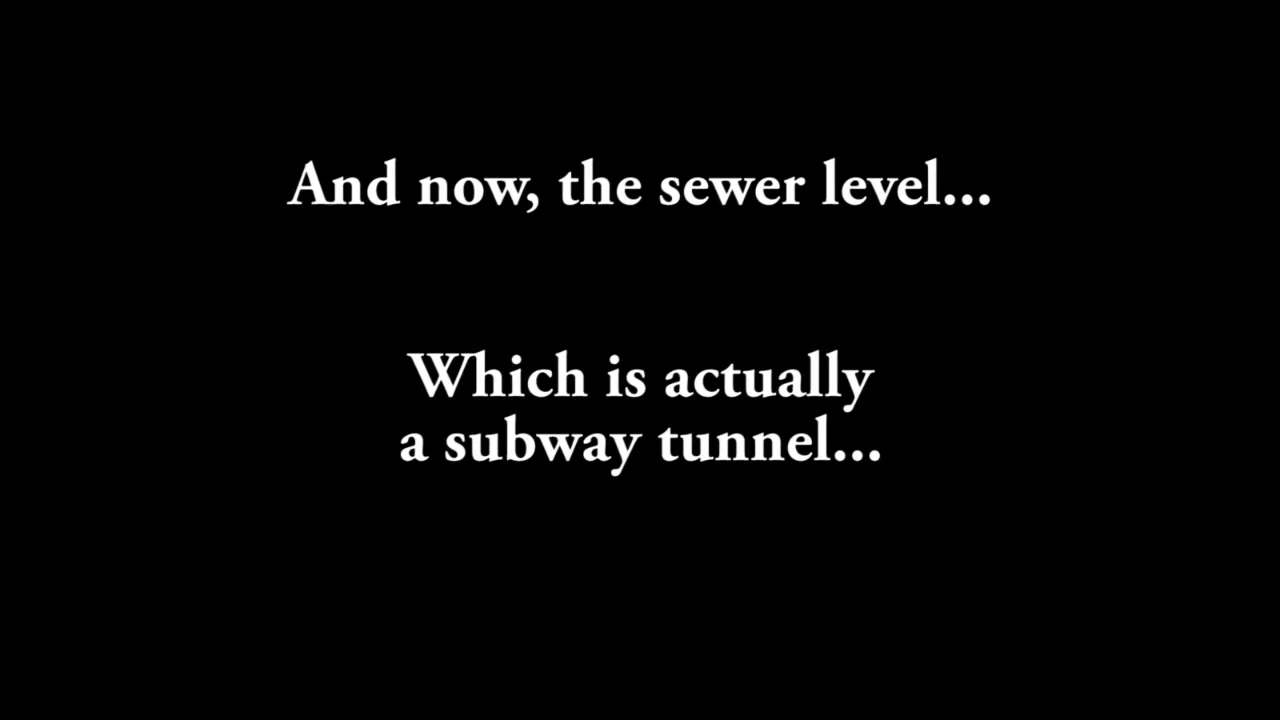 And now, the sewer level...
Which is actually
a subway tunnel...